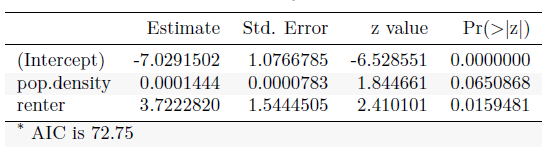 Estimate Std. Error z value Pr(>|z|)
(Intercept) -7.0291502 1.0766785 -6.528551 0.0000000
pop.density 0.0001444 0.0000783 1.844661 0.0650868
renter 3.7222820 1.5444505 2.410101 0.0159481
* AIC is 72.75